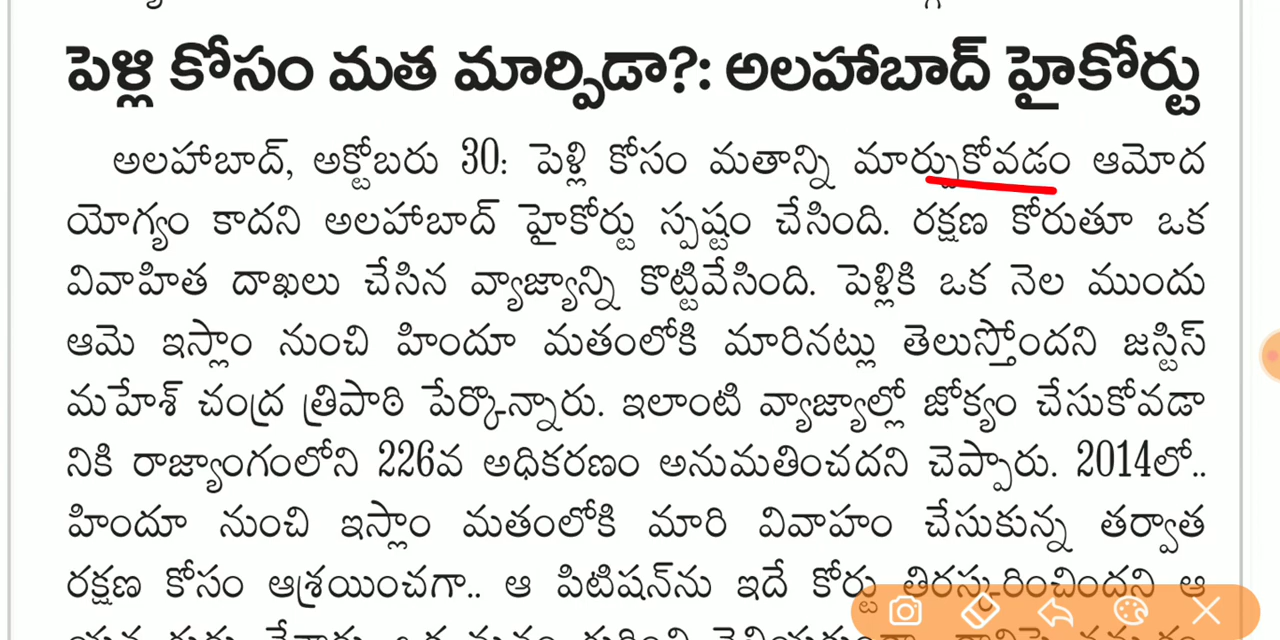 పెళ్లి కోసం మత మార్పిడా?: అలహాబాద్ హైకోర్టు
అలహాబాద్, అక్టోబరు 30: పెళ్లి కోసం మతాన్ని మార్చుకోవడం ఆమోద
యోగ్యం కాదని అలహాబాద్ హైకోర్టు స్పష్టం చేసింది. రక్షణ కోరుతూ ఒక
వివాహిత దాఖలు చేసిన వ్యాజ్యాన్ని కొట్టివేసింది. పెళ్లికి ఒక నెల ముందు
ఆమె ఇస్లాం నుంచి హిందూ మతంలోకి మారినట్లు తెలుస్తోందని జస్టిస్
మహేశ్ చంద్ర త్రిపాఠి పేర్కొన్నారు. ఇలాంటి వ్యాజ్యాల్లో జోక్యం చేసుకోవడా
నికి రాజ్యాంగంలోని 226వ అధికరణం అనుమతించదని చెప్పారు. 2014లో..
హిందూ నుంచి ఇస్లాం మతంలోకి మారి వివాహం చేసుకున్న తర్వాత
రక్షణ కోసం ఆశ్రయించగా.. ఆ పిటిషన్‌ను ఇదే కోర్టు తిరస్కరించిందని ఆ